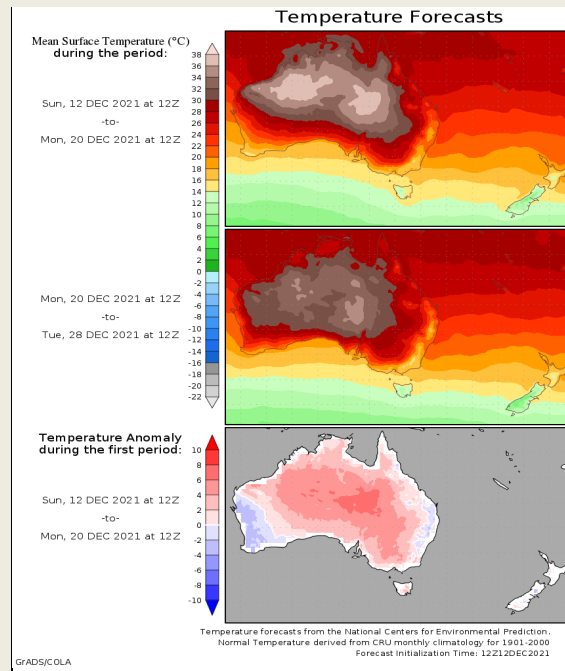 Temperature Forecasts
Mean Surface Temperature (°C)
during the period:
Sun, 12 DEC 2021 at 12Z
-to-
Mon, 20 DEC 2021 at 12Z
38
36
34
32
30
28
26
24
22
20
18
16
14
12
10
8
6
4
2
0
-2
-4
-6
-8
-10
-12
-14
-16
-18
-20
-22
Mon, 20 DEC 2021 at 12Z
-to-
Tue, 28 DEC 2021 at 12Z
Temperature Anomaly
during the first period:
Sun, 12 DEC 2021 at 12Z
-to-
Mon, 20 DEC 2021 at 12Z
10
8
6
4
2
0
-2
-4
-6
-8
-10
Temperature forecasts from the National Centers for Environmental Prediction.
Normal Temperature derived from CRU monthly climatology for 1901-2000
Forecast Initialization Time: 12Z12DEC2021
GrADS/COLA